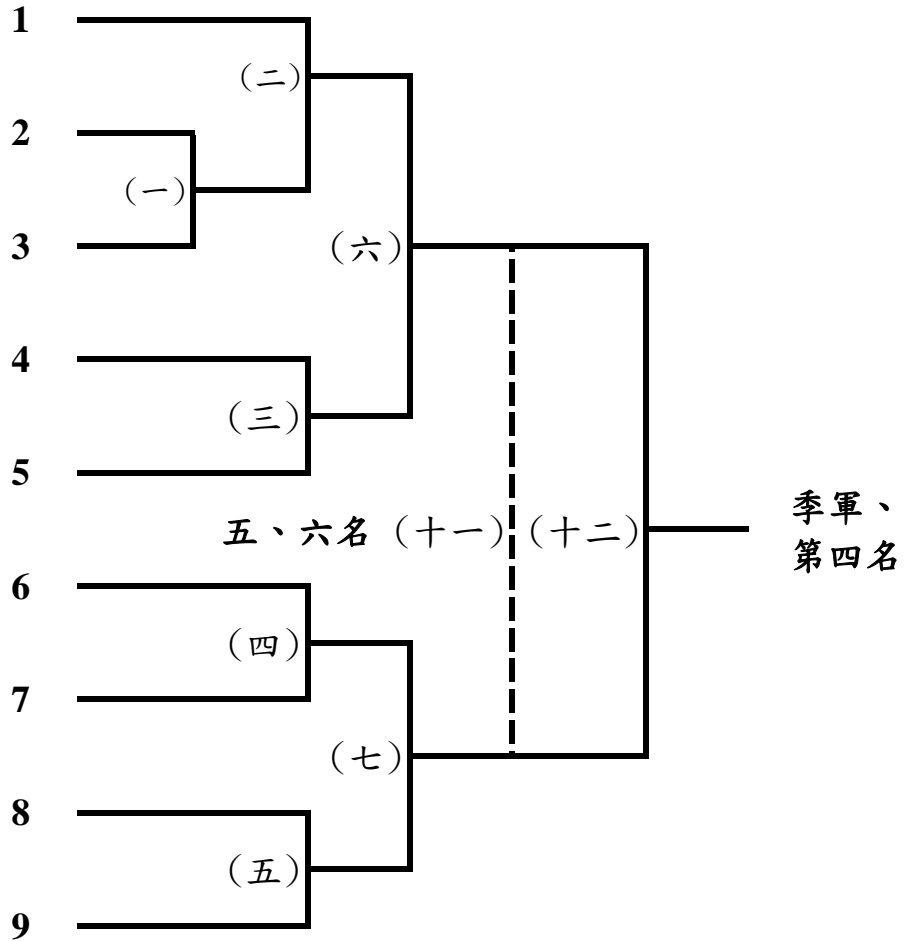 1
（二）
2
（一）
3
（六）
4
（三）
5
五、六名（十一）（十二）
季軍、
第四名
6
（四）
7
（七）
8
（五）
9